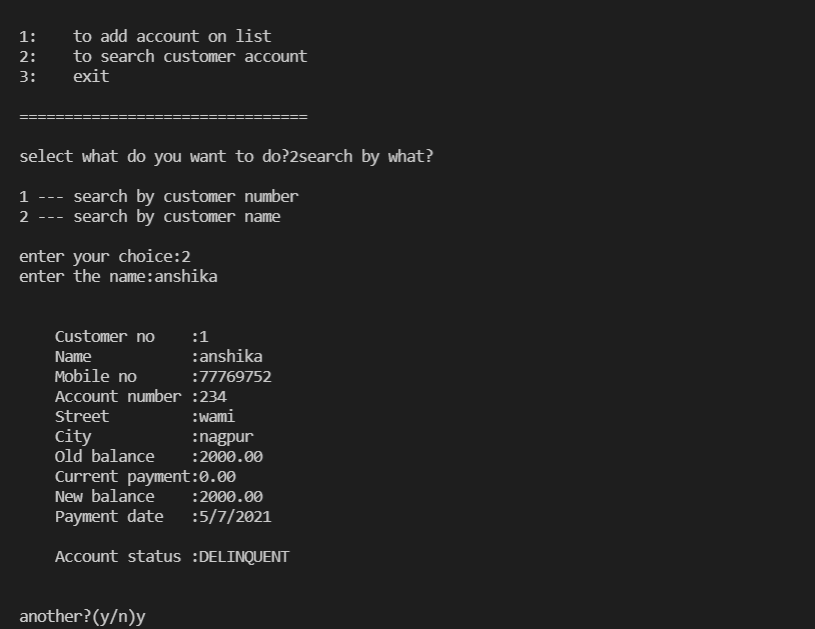 1:    to add account on list
2:    to search customer account
3:    exit
================================
select what do you want to do?2search by what?
1 --- search by customer number
2 --- search by customer name
enter your choice:2
enter the name:anshika
Customer no    :1
Name           :anshika
Mobile no      :77769752
Account number :234
Street         :wami
City           :nagpur
Old balance    :2000.00
Current payment:0.00
New balance    :2000.00
Payment date   :5/7/2021
Account status :DELINQUENT
another?(y/n)y